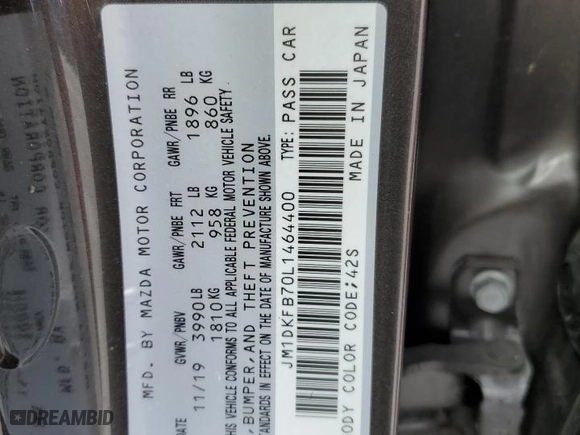 MFD. BY MAZDA MOTOR CORPORATION
DATE GVWR/PNBV GAWR/PNBE FRT GAWR/PNBE RR
11/19 3990LB 2112 LB 1896 LB
1810KG 958 KG 860 KG
THIS VEHICLE CONFORMS TO ALL APPLICABLE FEDERAL MOTOR VEHICLE SAFETY,
BUMPER, AND THEFT PREVENTION
STANDARDS IN EFFECT ON THE DATE OF MANUFACTURE SHOWN ABOVE.
JM1DKFB70L1464400 TYPE: PASS CAR
ODY COLOR CODE;42S MADE IN JAPAN
DREAMBID